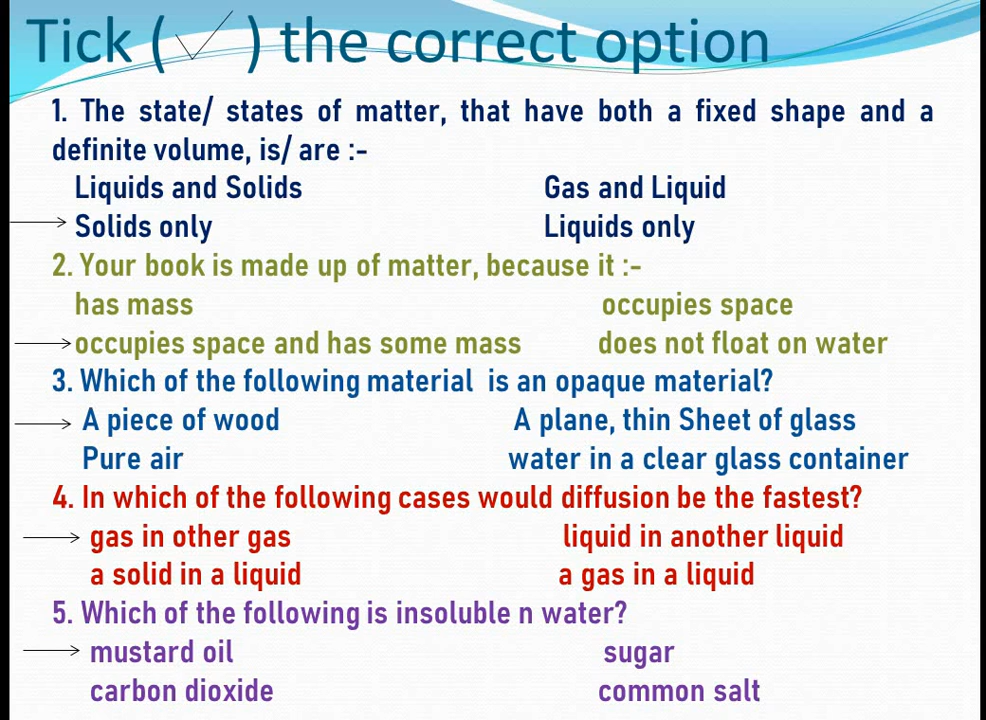 Tick ( ✓ ) the correct option
1. The state/ states of matter, that have both a fixed shape and a
definite volume, is/ are :-
Liquids and Solids Gas and Liquid
Solids only Liquids only
2. Your book is made up of matter, because it :-
has mass occupies space
occupies space and has some mass does not float on water
3. Which of the following material is an opaque material?
A piece of wood A plane, thin Sheet of glass
Pure air water in a clear glass container
4. In which of the following cases would diffusion be the fastest?
gas in other gas liquid in another liquid
a solid in a liquid a gas in a liquid
5. Which of the following is insoluble n water?
mustard oil sugar
carbon dioxide common salt